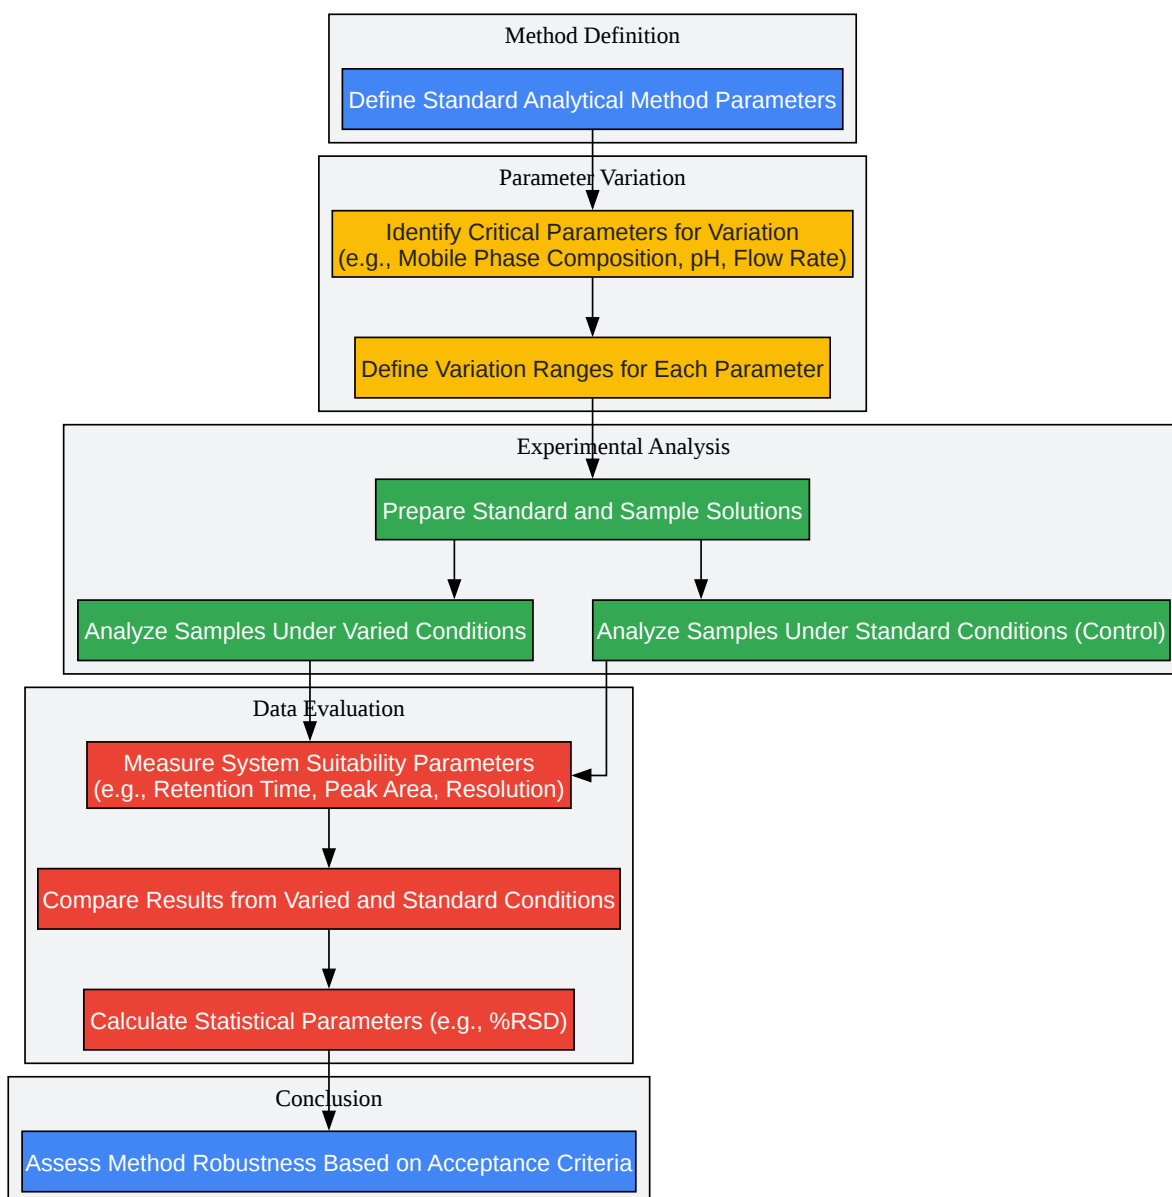 Method Definition
Define Standard Analytical Method Parameters
Parameter Variation
Identify Critical Parameters for Variation
(e.g., Mobile Phase Composition, pH, Flow Rate)
Define Variation Ranges for Each Parameter
Experimental Analysis
Prepare Standard and Sample Solutions
Analyze Samples Under Varied Conditions
Analyze Samples Under Standard Conditions (Control)
Data Evaluation
Measure System Suitability Parameters
(e.g., Retention Time, Peak Area, Resolution)
Compare Results from Varied and Standard Conditions
Calculate Statistical Parameters (e.g., %RSD)
Conclusion
Assess Method Robustness Based on Acceptance Criteria